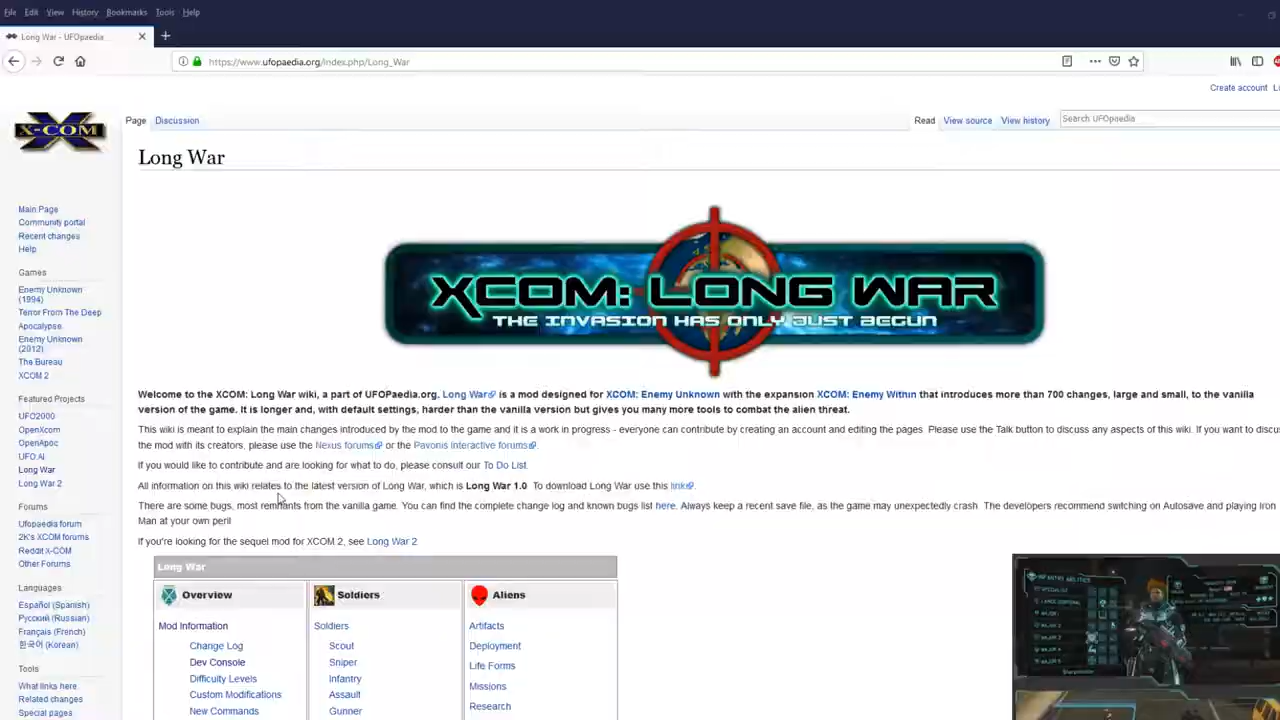 File Edit View History Bookmarks Tools Help
Long War - UFOpaedia
https://www.ufopaedia.org/index.php/Long_War
Create account
X-COM
Page Discussion Read View source View history Search UFOpaedia
Long War
Main Page
Community portal
Recent changes
Help
Games
Enemy Unknown
(1994)
Terror From The Deep
Apocalypse
Enemy Unknown
(2012)
The Bureau
XCOM 2
Featured Projects
UFO2000
OpenXcom
OpenApoc
UFO:AI
Long War
Long War 2
Forums
Ufopaedia forum
2K's XCOM forums
Reddit X-COM
Other Forums
Languages
Español (Spanish)
Русский (Russian)
Français (French)
한국어 (Korean)
Tools
What links here
Related changes
Special pages
XCOM: LONG WAR
THE INVASION HAS ONLY JUST BEGUN
Welcome to the XCOM: Long War wiki, a part of UFOPaedia.org. Long War is a mod designed for XCOM: Enemy Unknown with the expansion XCOM: Enemy Within that introduces more than 700 changes, large and small, to the vanilla
version of the game. It is longer and, with default settings, harder than the vanilla version but gives you many more tools to combat the alien threat.
This wiki is meant to explain the main changes introduced by the mod to the game and it is a work in progress - everyone can contribute by creating an account and editing the pages. Please use the Talk button to discuss any aspects of this wiki. If you want to discu
the mod with its creators, please use the Nexus forums or the Pavonis Interactive forums.
If you would like to contribute and are looking for what to do, please consult our To Do List.
All information on this wiki relates to the latest version of Long War, which is Long War 1.0. To download Long War use this link.
There are some bugs, most remnants from the vanilla game. You can find the complete change log and known bugs list here. Always keep a recent save file, as the game may unexpectedly crash. The developers recommend switching on Autosave and playing Iron
Man at your own peril
If you're looking for the sequel mod for XCOM 2, see Long War 2
Long War
Overview Soldiers Aliens
Mod Information Soldiers Artifacts
Change Log Scout Deployment
Dev Console Sniper Life Forms
Difficulty Levels Infantry
Custom Modifications Assault Missions
New Commands Gunner Research